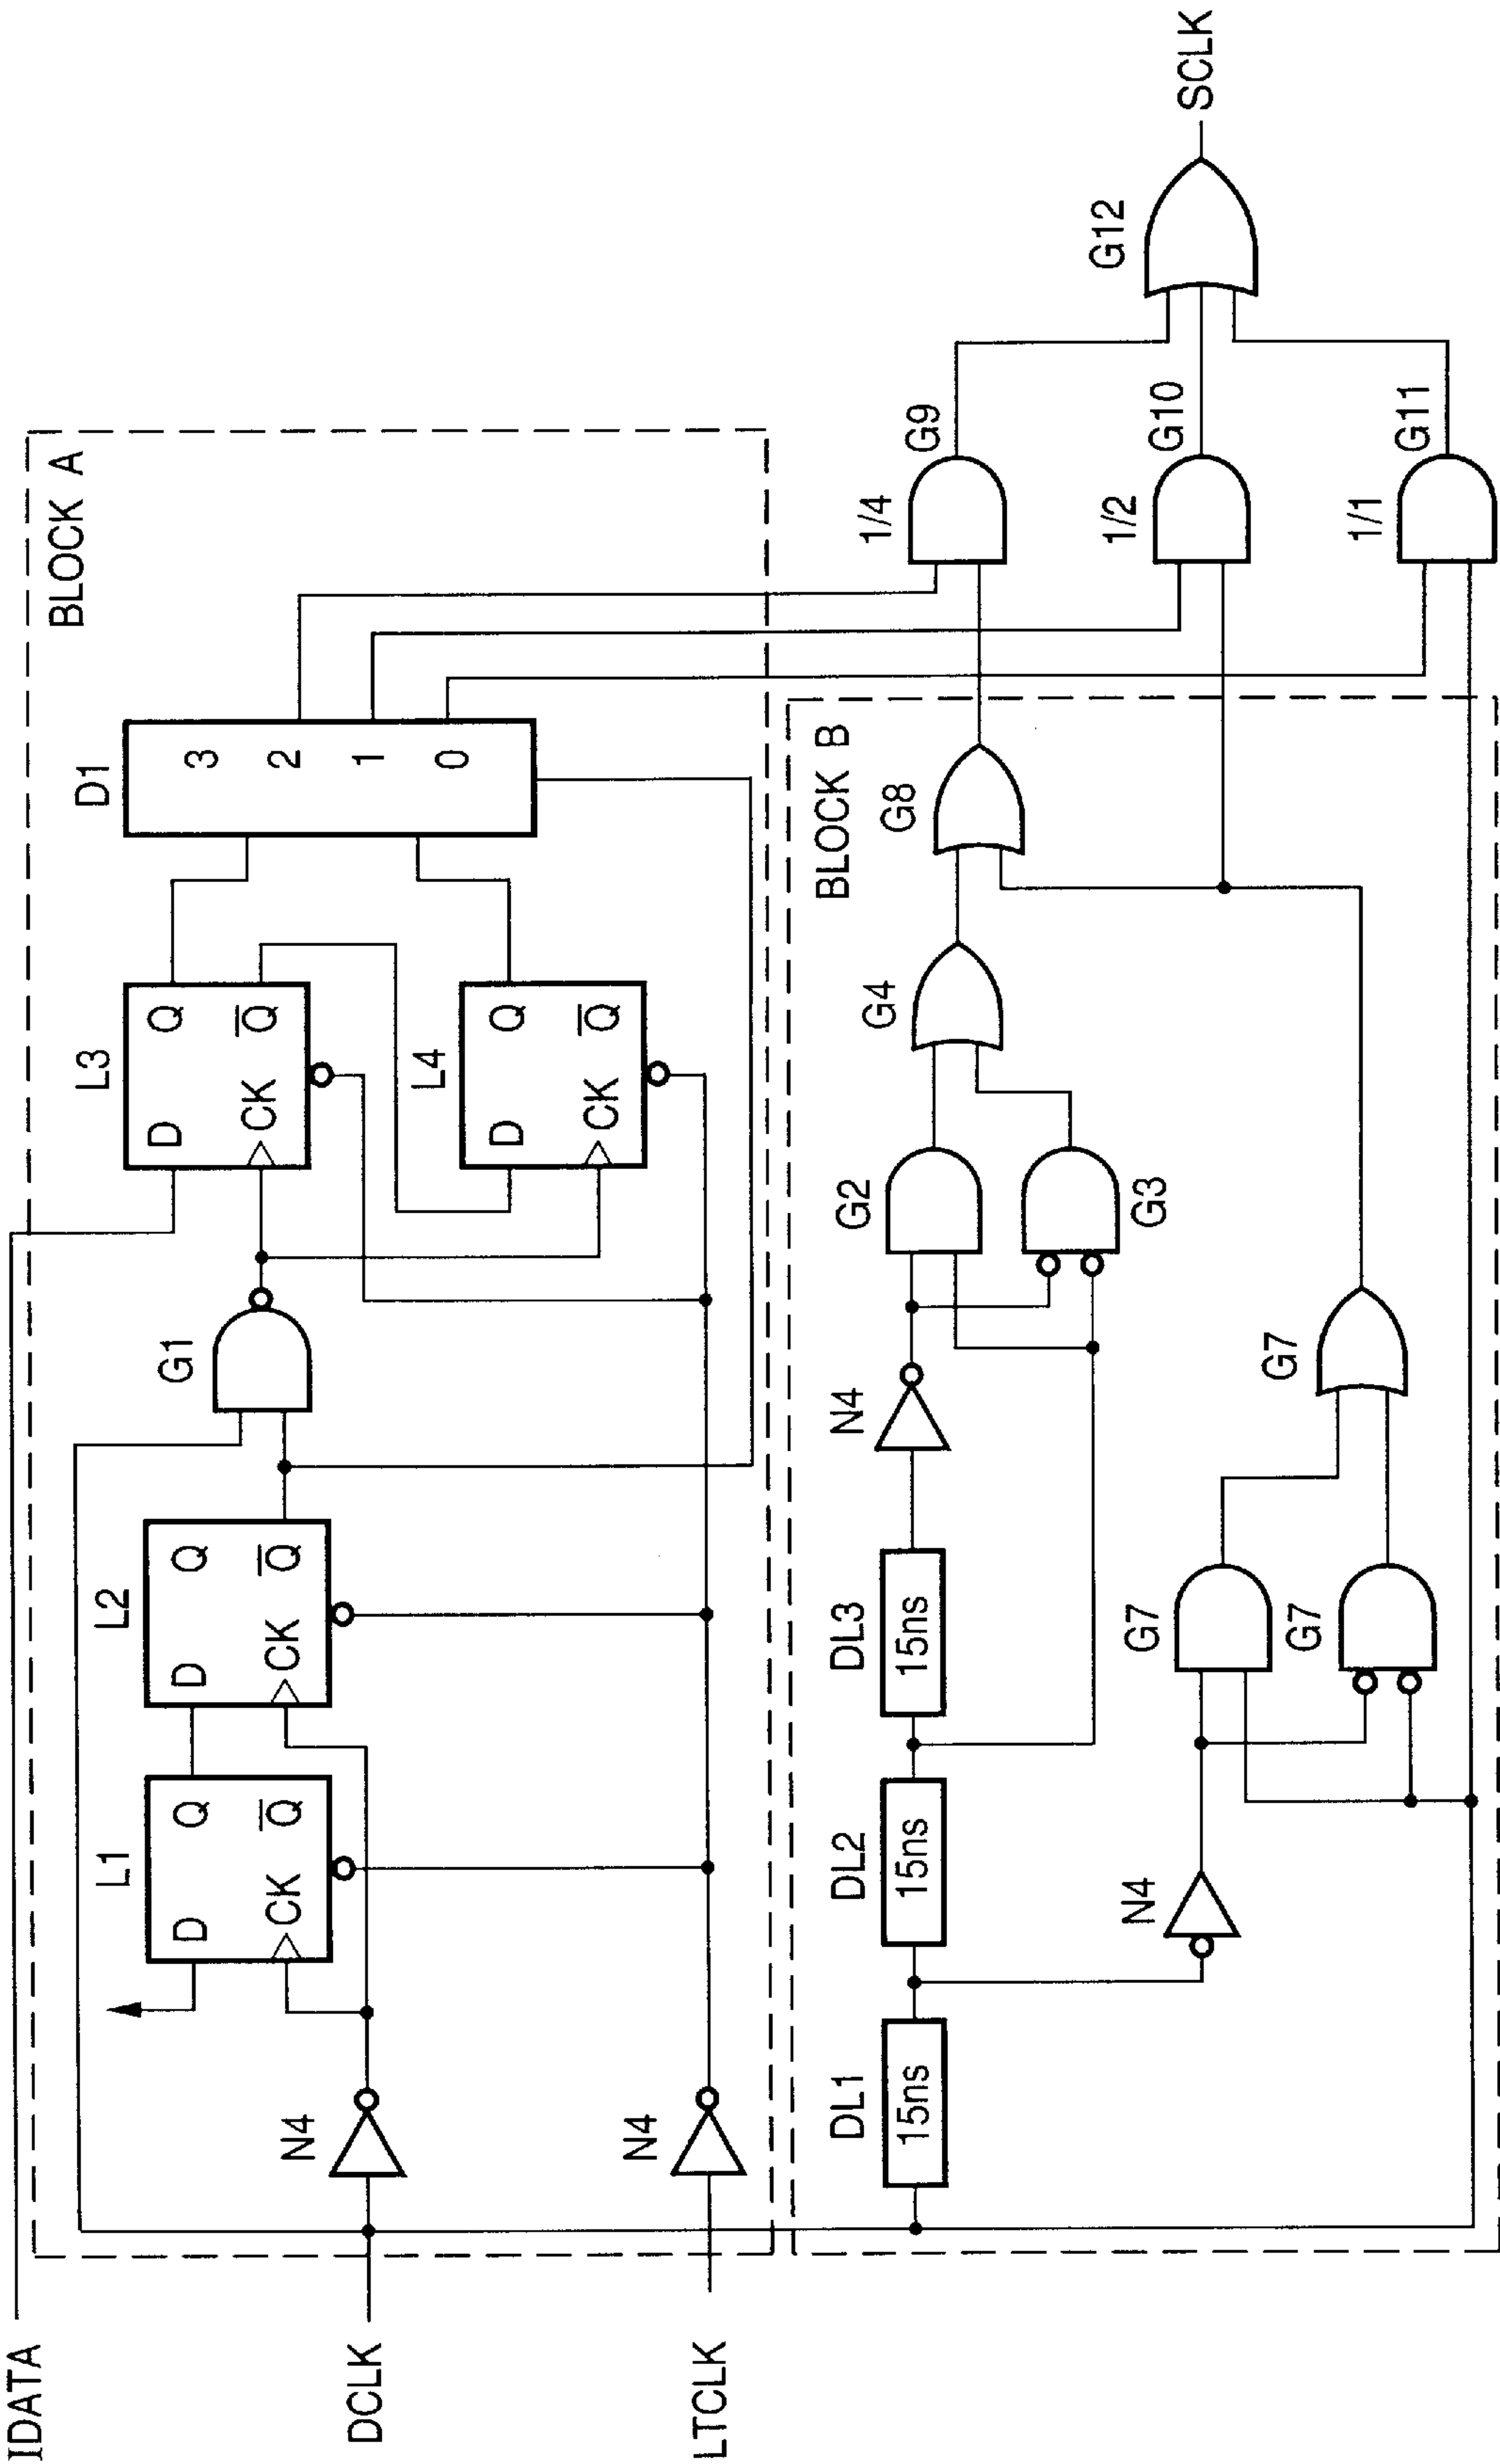 IDATA
DCLK
LTCLK
BLOCK A
N4
N4
L1
D Q
CK Q̅
L2
D Q
CK Q̅
G1
L3
D Q
CK Q̅
L4
D Q
CK Q̅
D1
3
2
1
0
BLOCK B
DL1
15ns
DL2
15ns
DL3
15ns
N4
N4
G2
G3
G4
G7
G7
G7
G8
1/4
G9
1/2
G10
1/1
G11
G12
SCLK